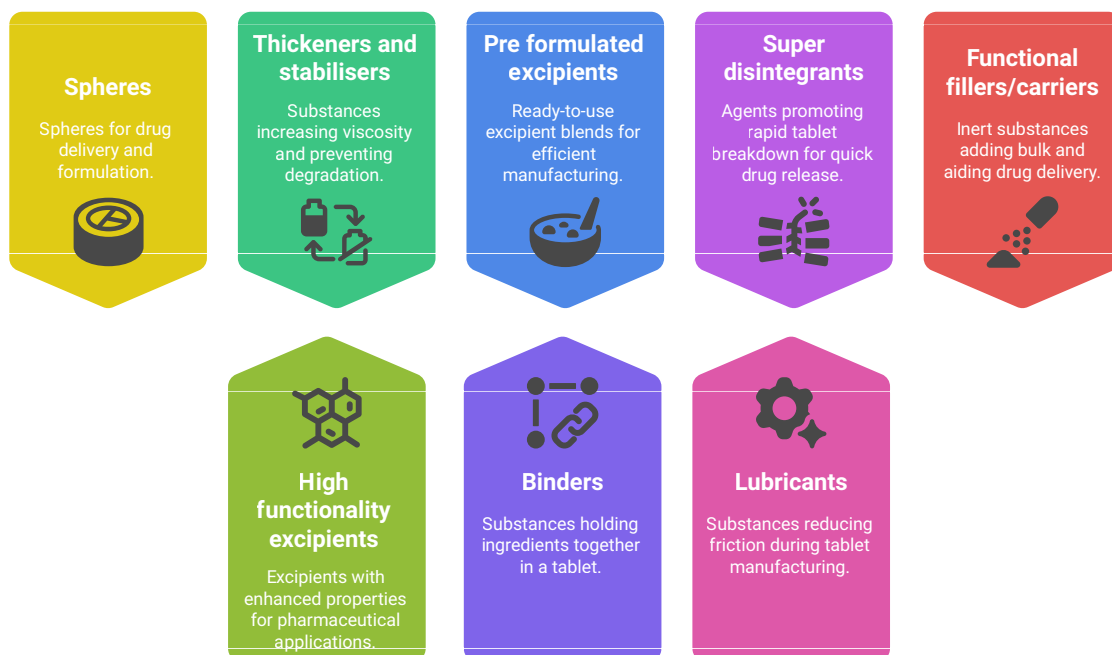 Spheres
Spheres for drug
delivery and
formulation.
Thickeners and
stabilisers
Substances
increasing viscosity
and preventing
degradation.
Pre formulated
excipients
Ready-to-use
excipient blends for
efficient
manufacturing.
Super
disintegrants
Agents promoting
rapid tablet
breakdown for quick
drug release.
Functional
fillers/carriers
Inert substances
adding bulk and
aiding drug delivery.
High
functionality
excipients
Excipients with
enhanced properties
for pharmaceutical
applications.
Binders
Substances holding
ingredients together
in a tablet.
Lubricants
Substances reducing
friction during tablet
manufacturing.